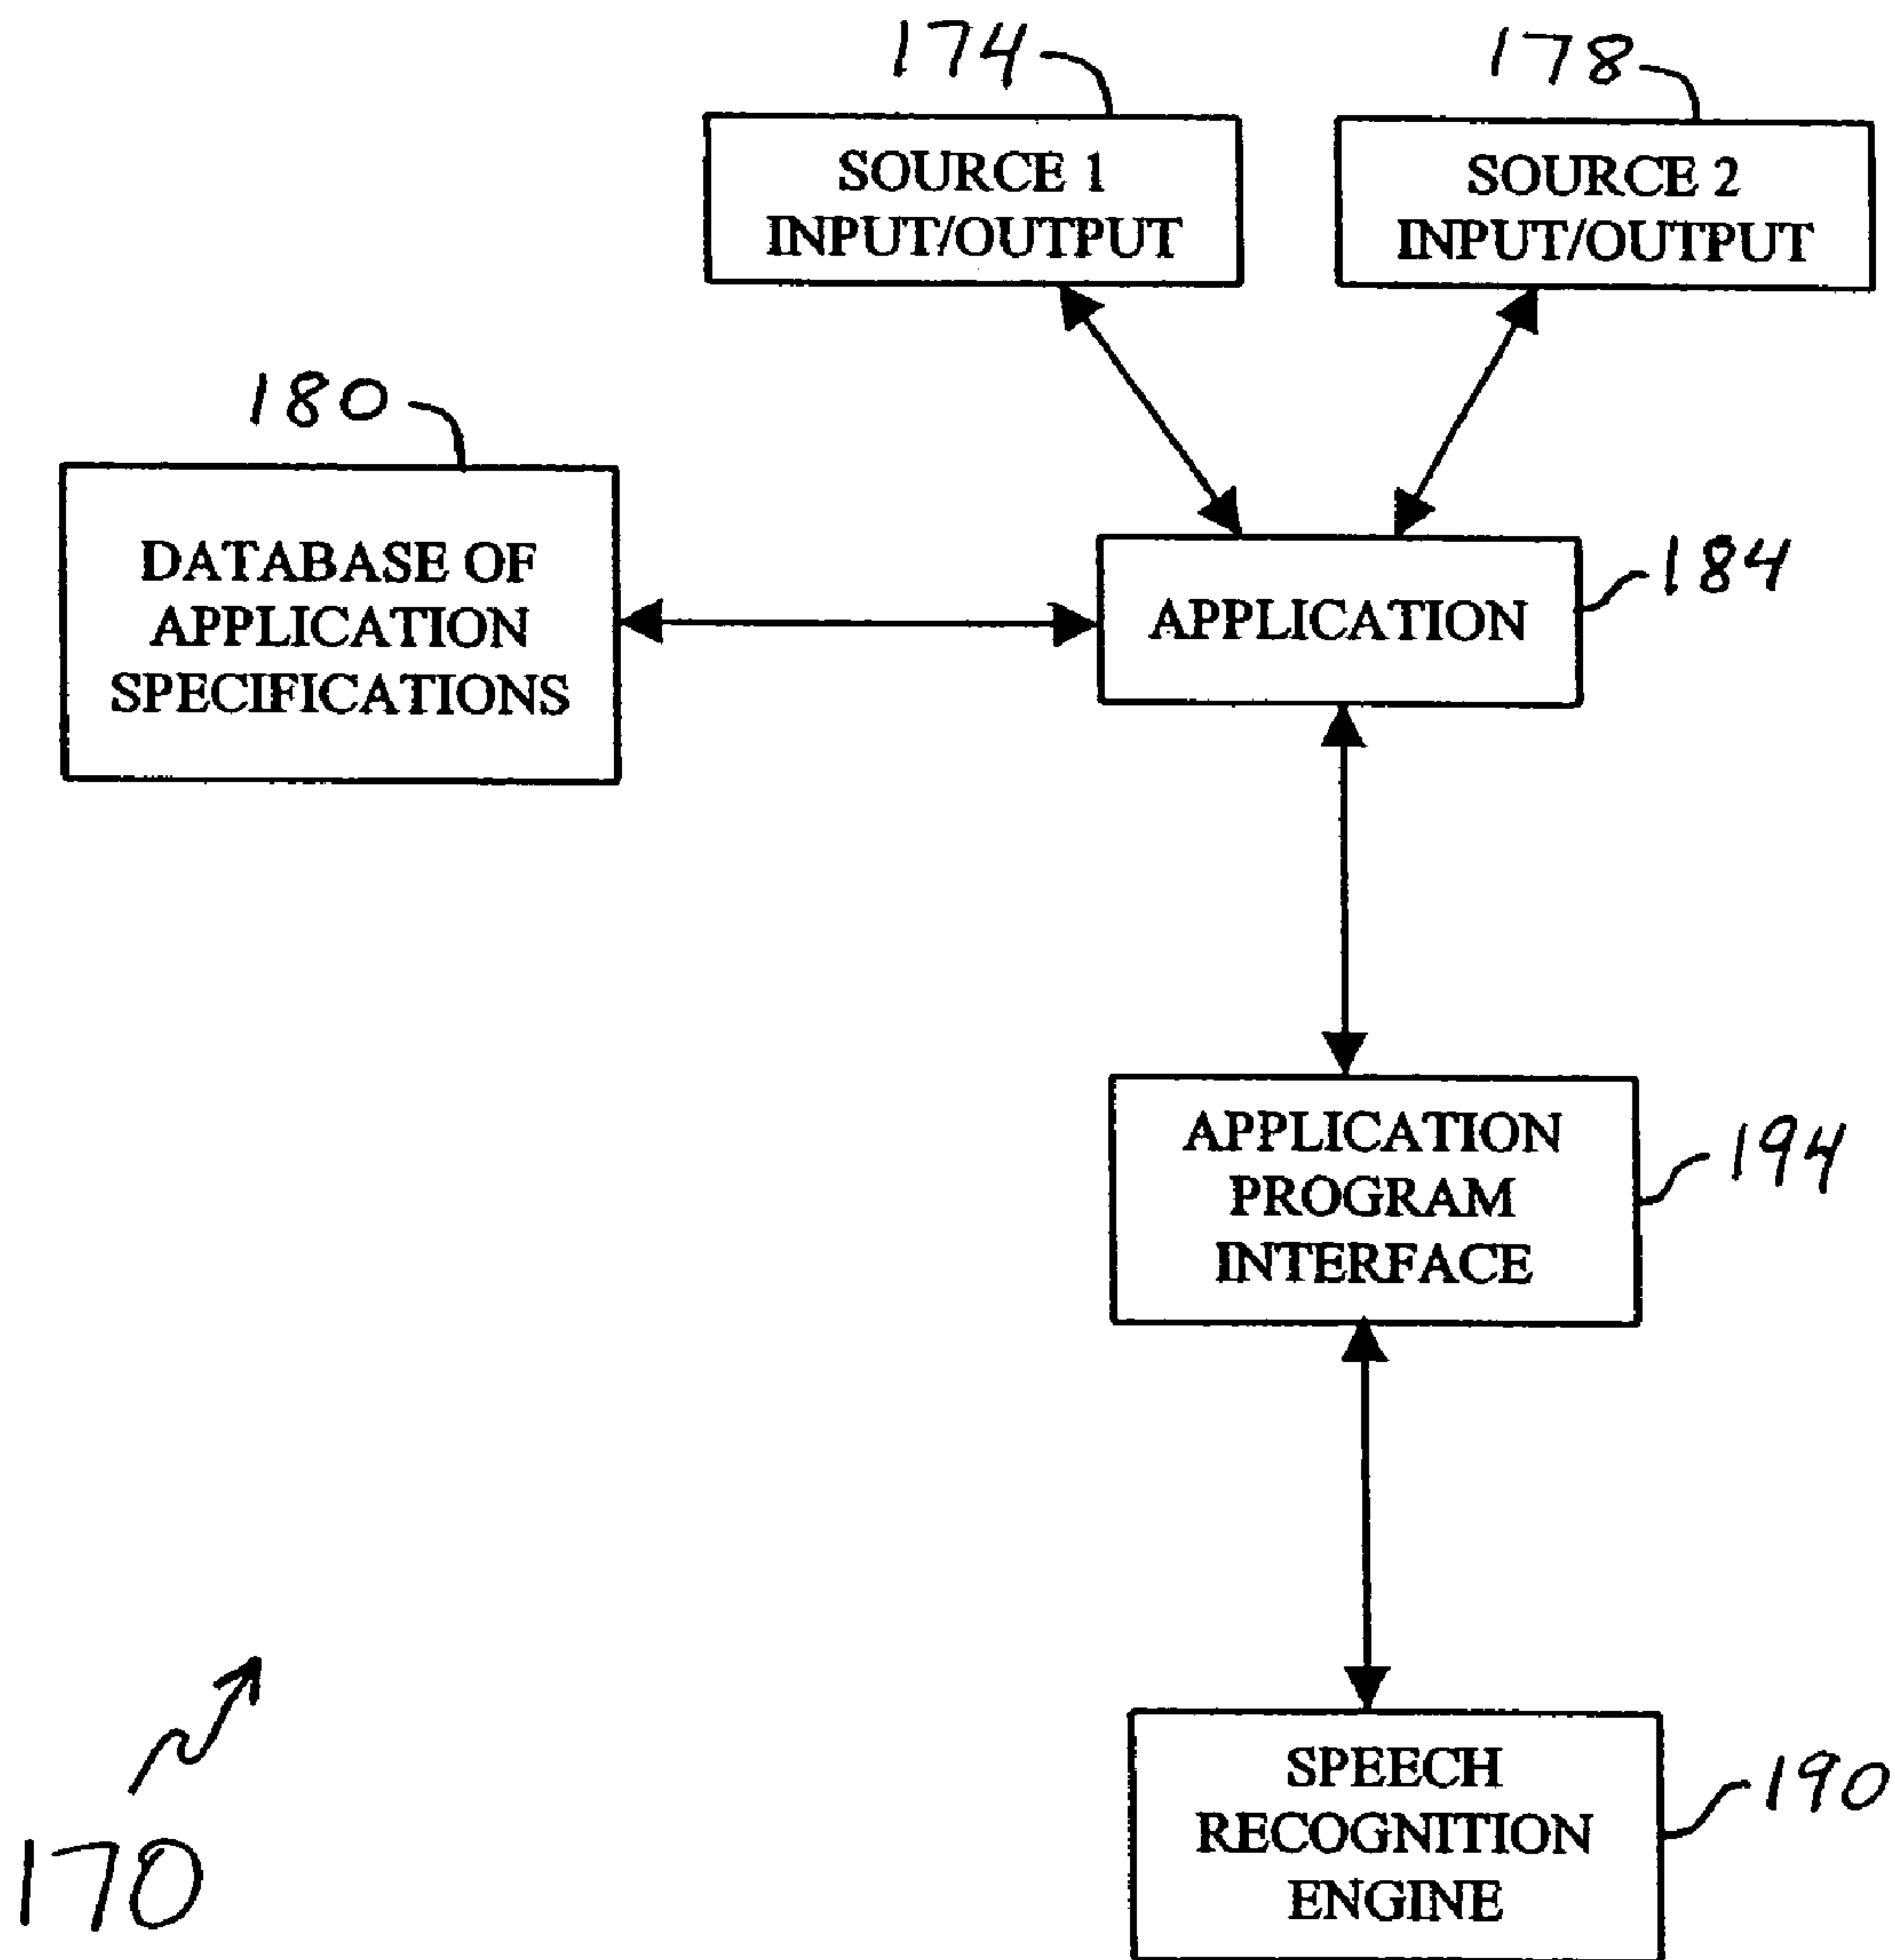 174
178
SOURCE 1
INPUT/OUTPUT
SOURCE 2
INPUT/OUTPUT
180
DATABASE OF
APPLICATION
SPECIFICATIONS
APPLICATION
184
APPLICATION
PROGRAM
INTERFACE
194
SPEECH
RECOGNITION
ENGINE
190
170